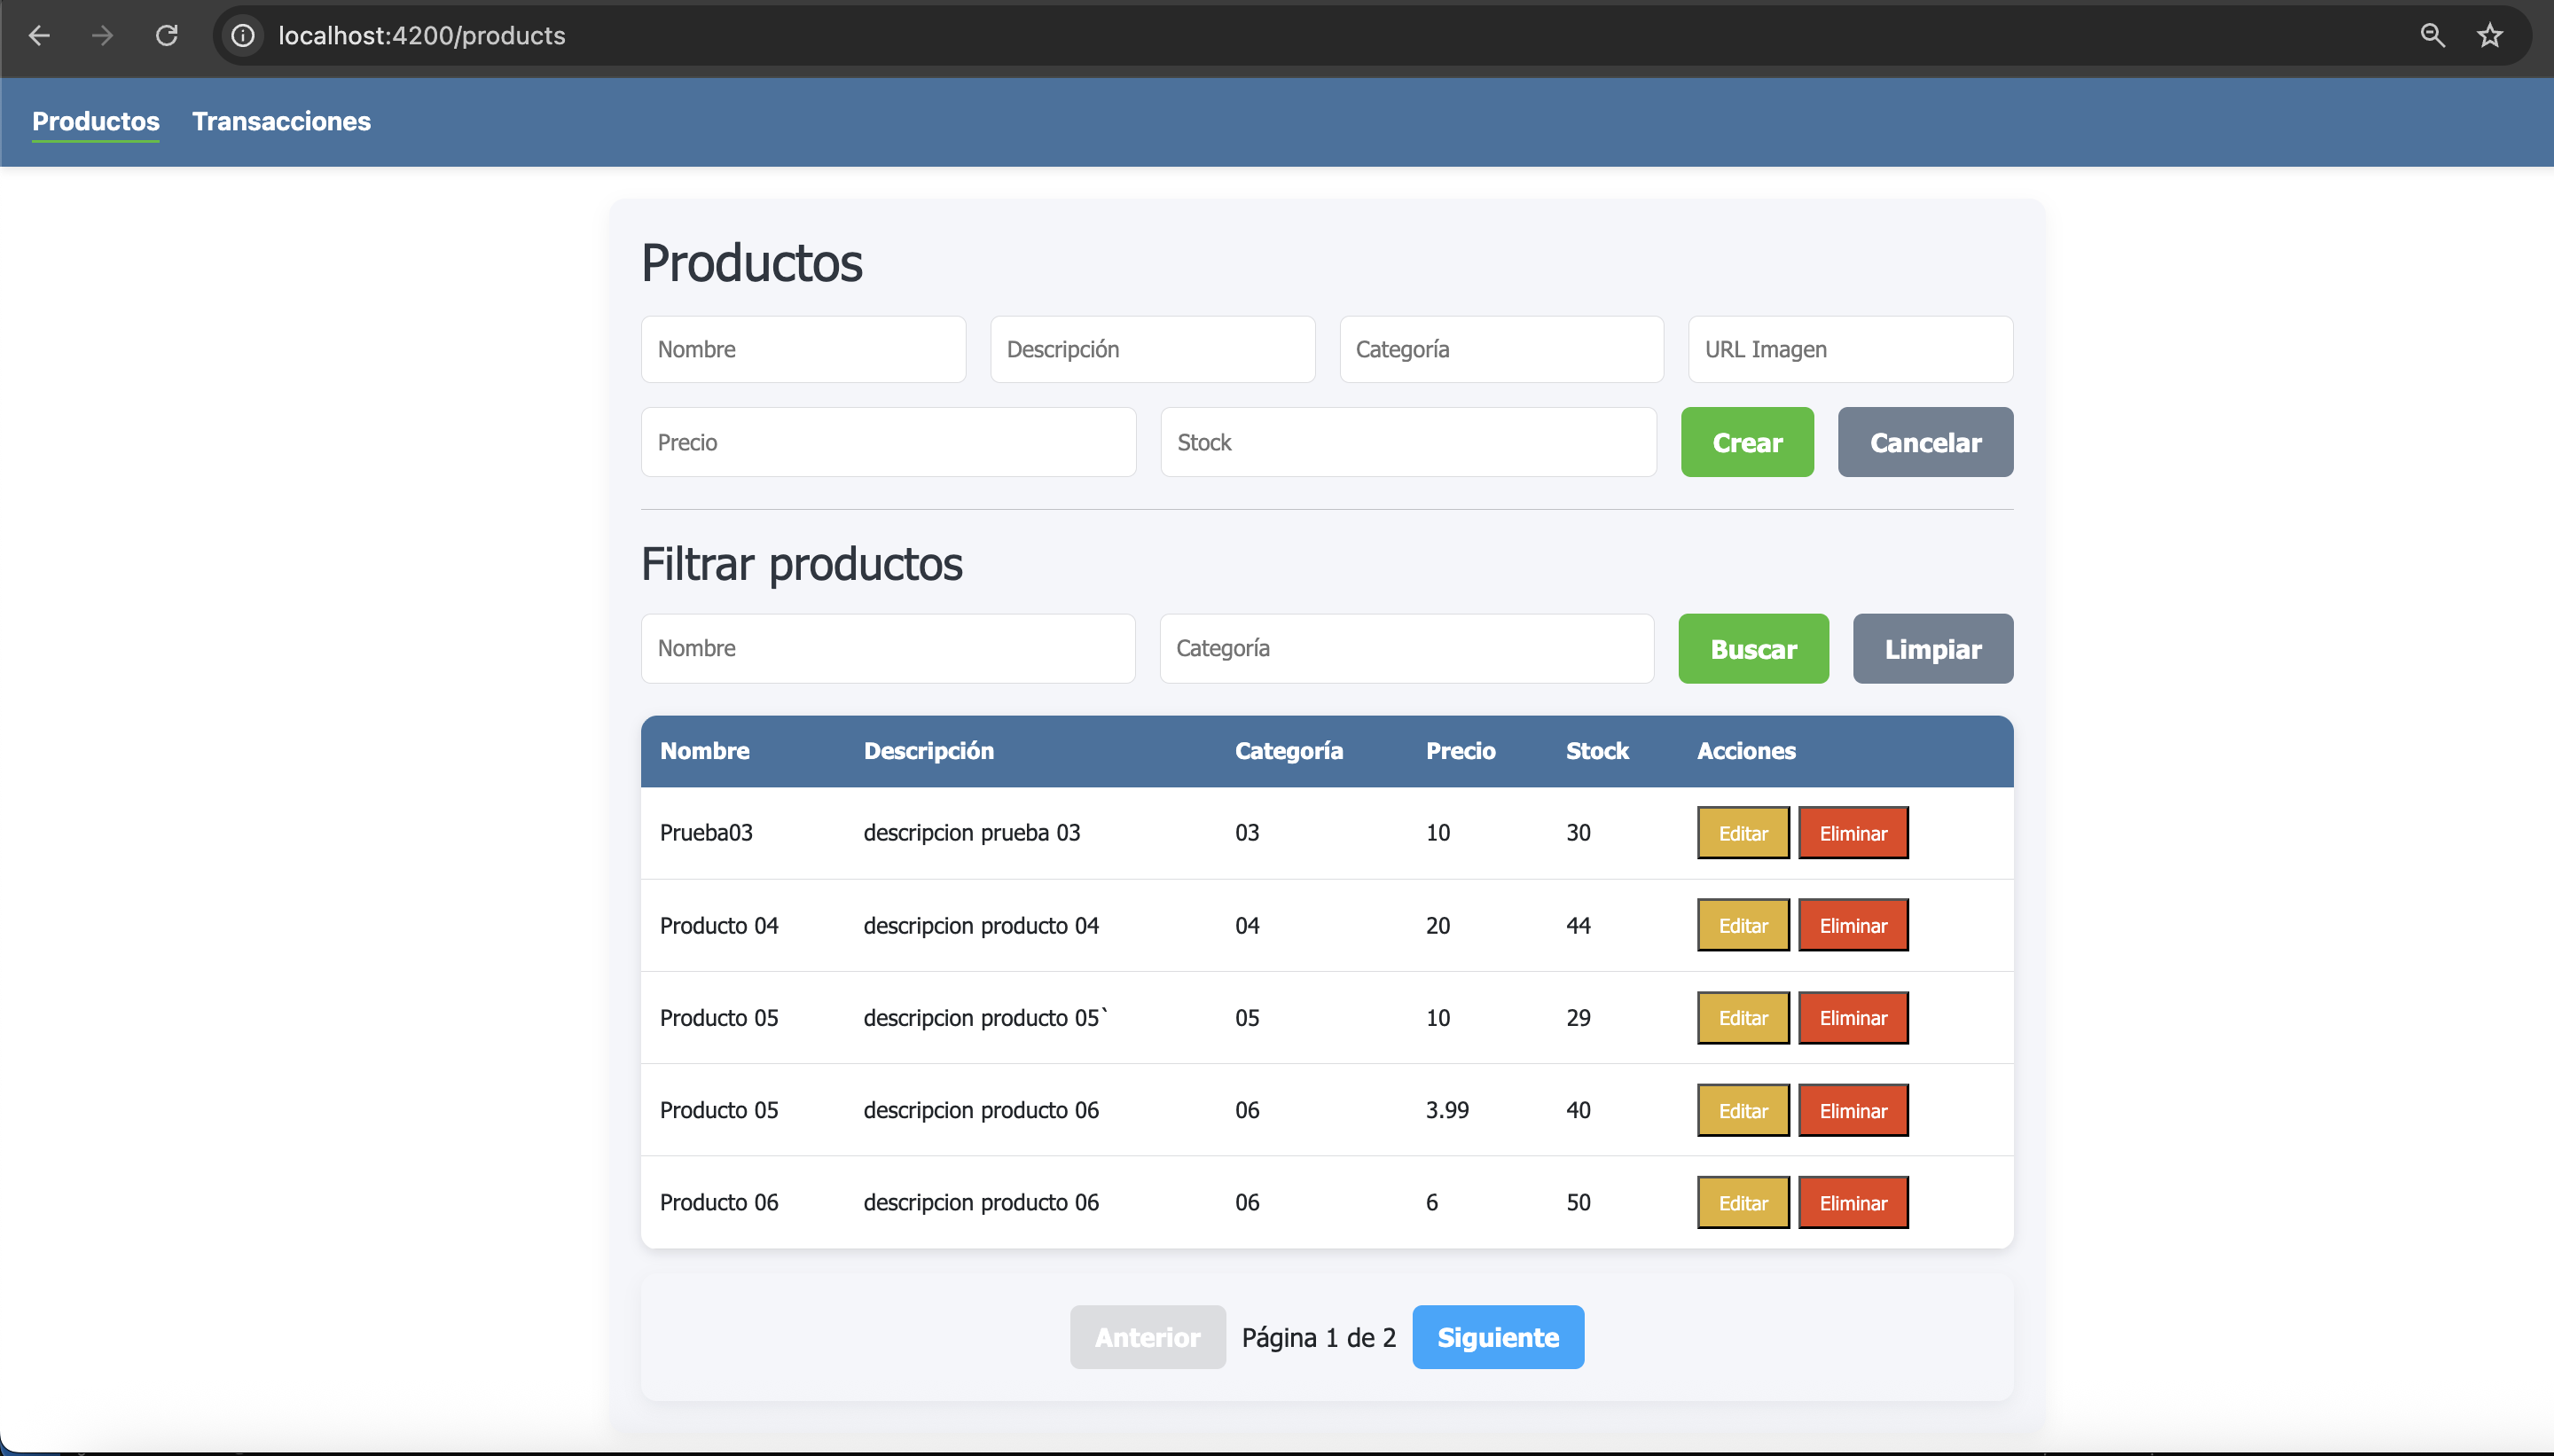 localhost:4200/products
Productos Transacciones
Productos
Nombre Descripción Categoría URL Imagen
Precio Stock Crear Cancelar
Filtrar productos
Nombre Categoría Buscar Limpiar
Nombre Descripción Categoría Precio Stock Acciones
Prueba03 descripcion prueba 03 03 10 30 Editar Eliminar
Producto 04 descripcion producto 04 04 20 44 Editar Eliminar
Producto 05 descripcion producto 05` 05 10 29 Editar Eliminar
Producto 05 descripcion producto 06 06 3.99 40 Editar Eliminar
Producto 06 descripcion producto 06 06 6 50 Editar Eliminar
Anterior Página 1 de 2 Siguiente